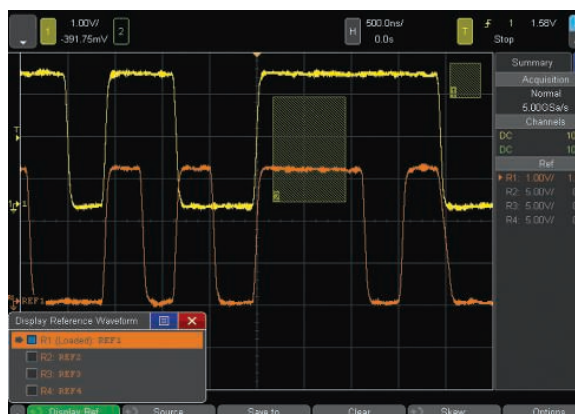 1 1.00V/ -391.75mV 2 H 500.0ns/ 0.0s T 1 1.58V Stop
Summary
Acquisition
Normal
5.00GSa/s
Channels
DC
DC
Ref
R1: 1.00V/
R2: 5.00V/
R3: 5.00V/
R4: 5.00V/
T
1
REF1
Display Reference Waveform
R1 (Loaded): REF1
R2: REF2
R3: REF3
R4: REF4
Display Ref Source Save to Clear Skew Options